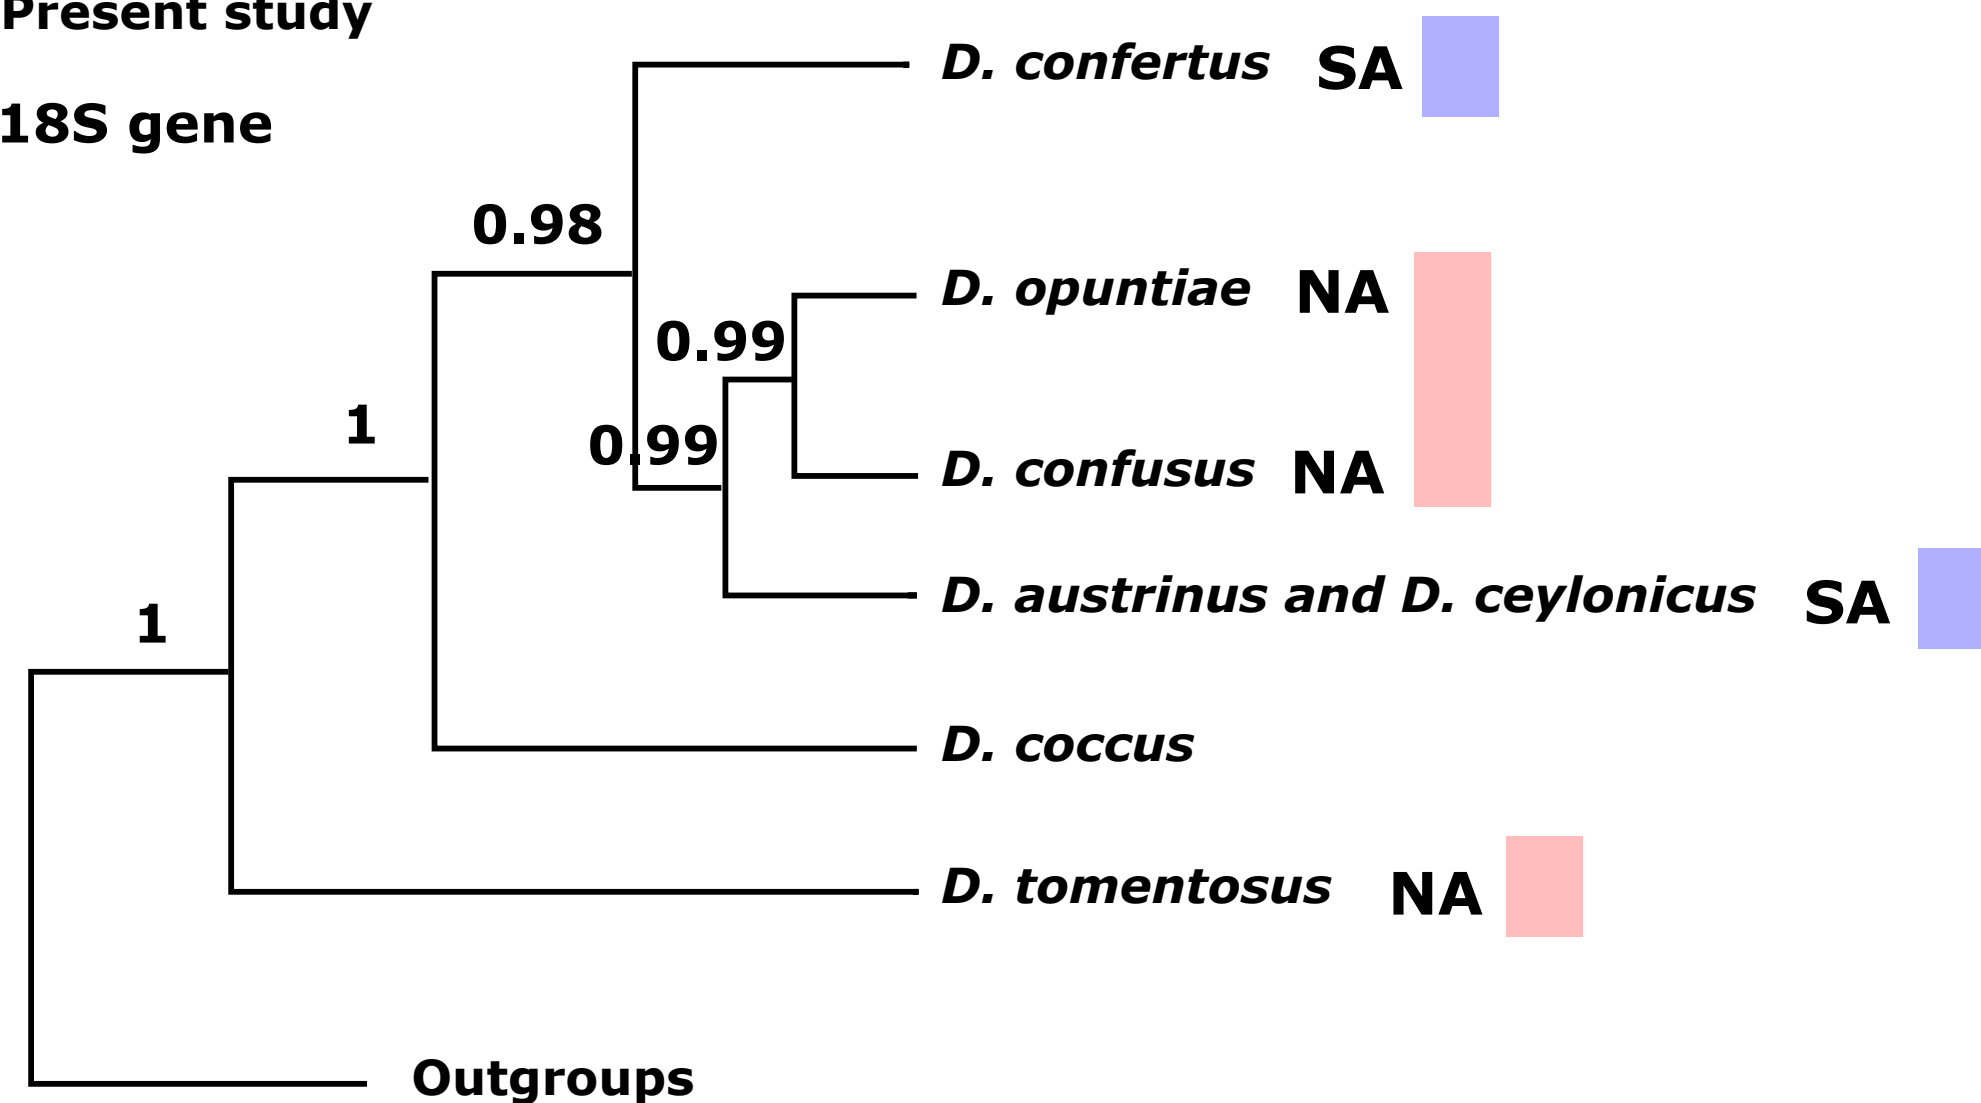 Present study
18S gene
D. confertus SA
0.98
D. opuntiae NA
0.99
1
0.99
D. confusus NA
D. austrinus and D. ceylonicus SA
1
D. coccus
D. tomentosus NA
Outgroups